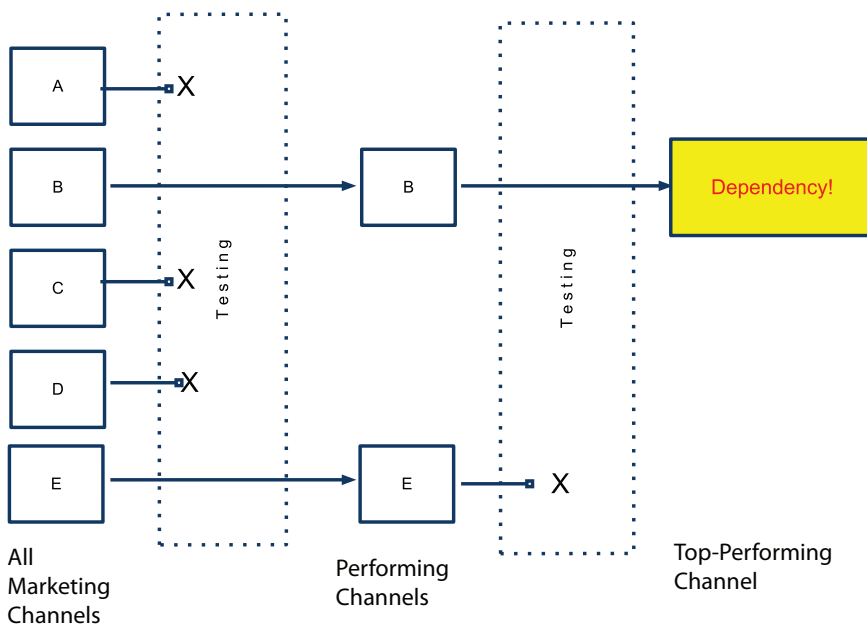 A
X
B
B
Dependency!
C
X
Testing
Testing
D
X
E
E
X
All
Marketing
Channels
Performing
Channels
Top-Performing
Channel